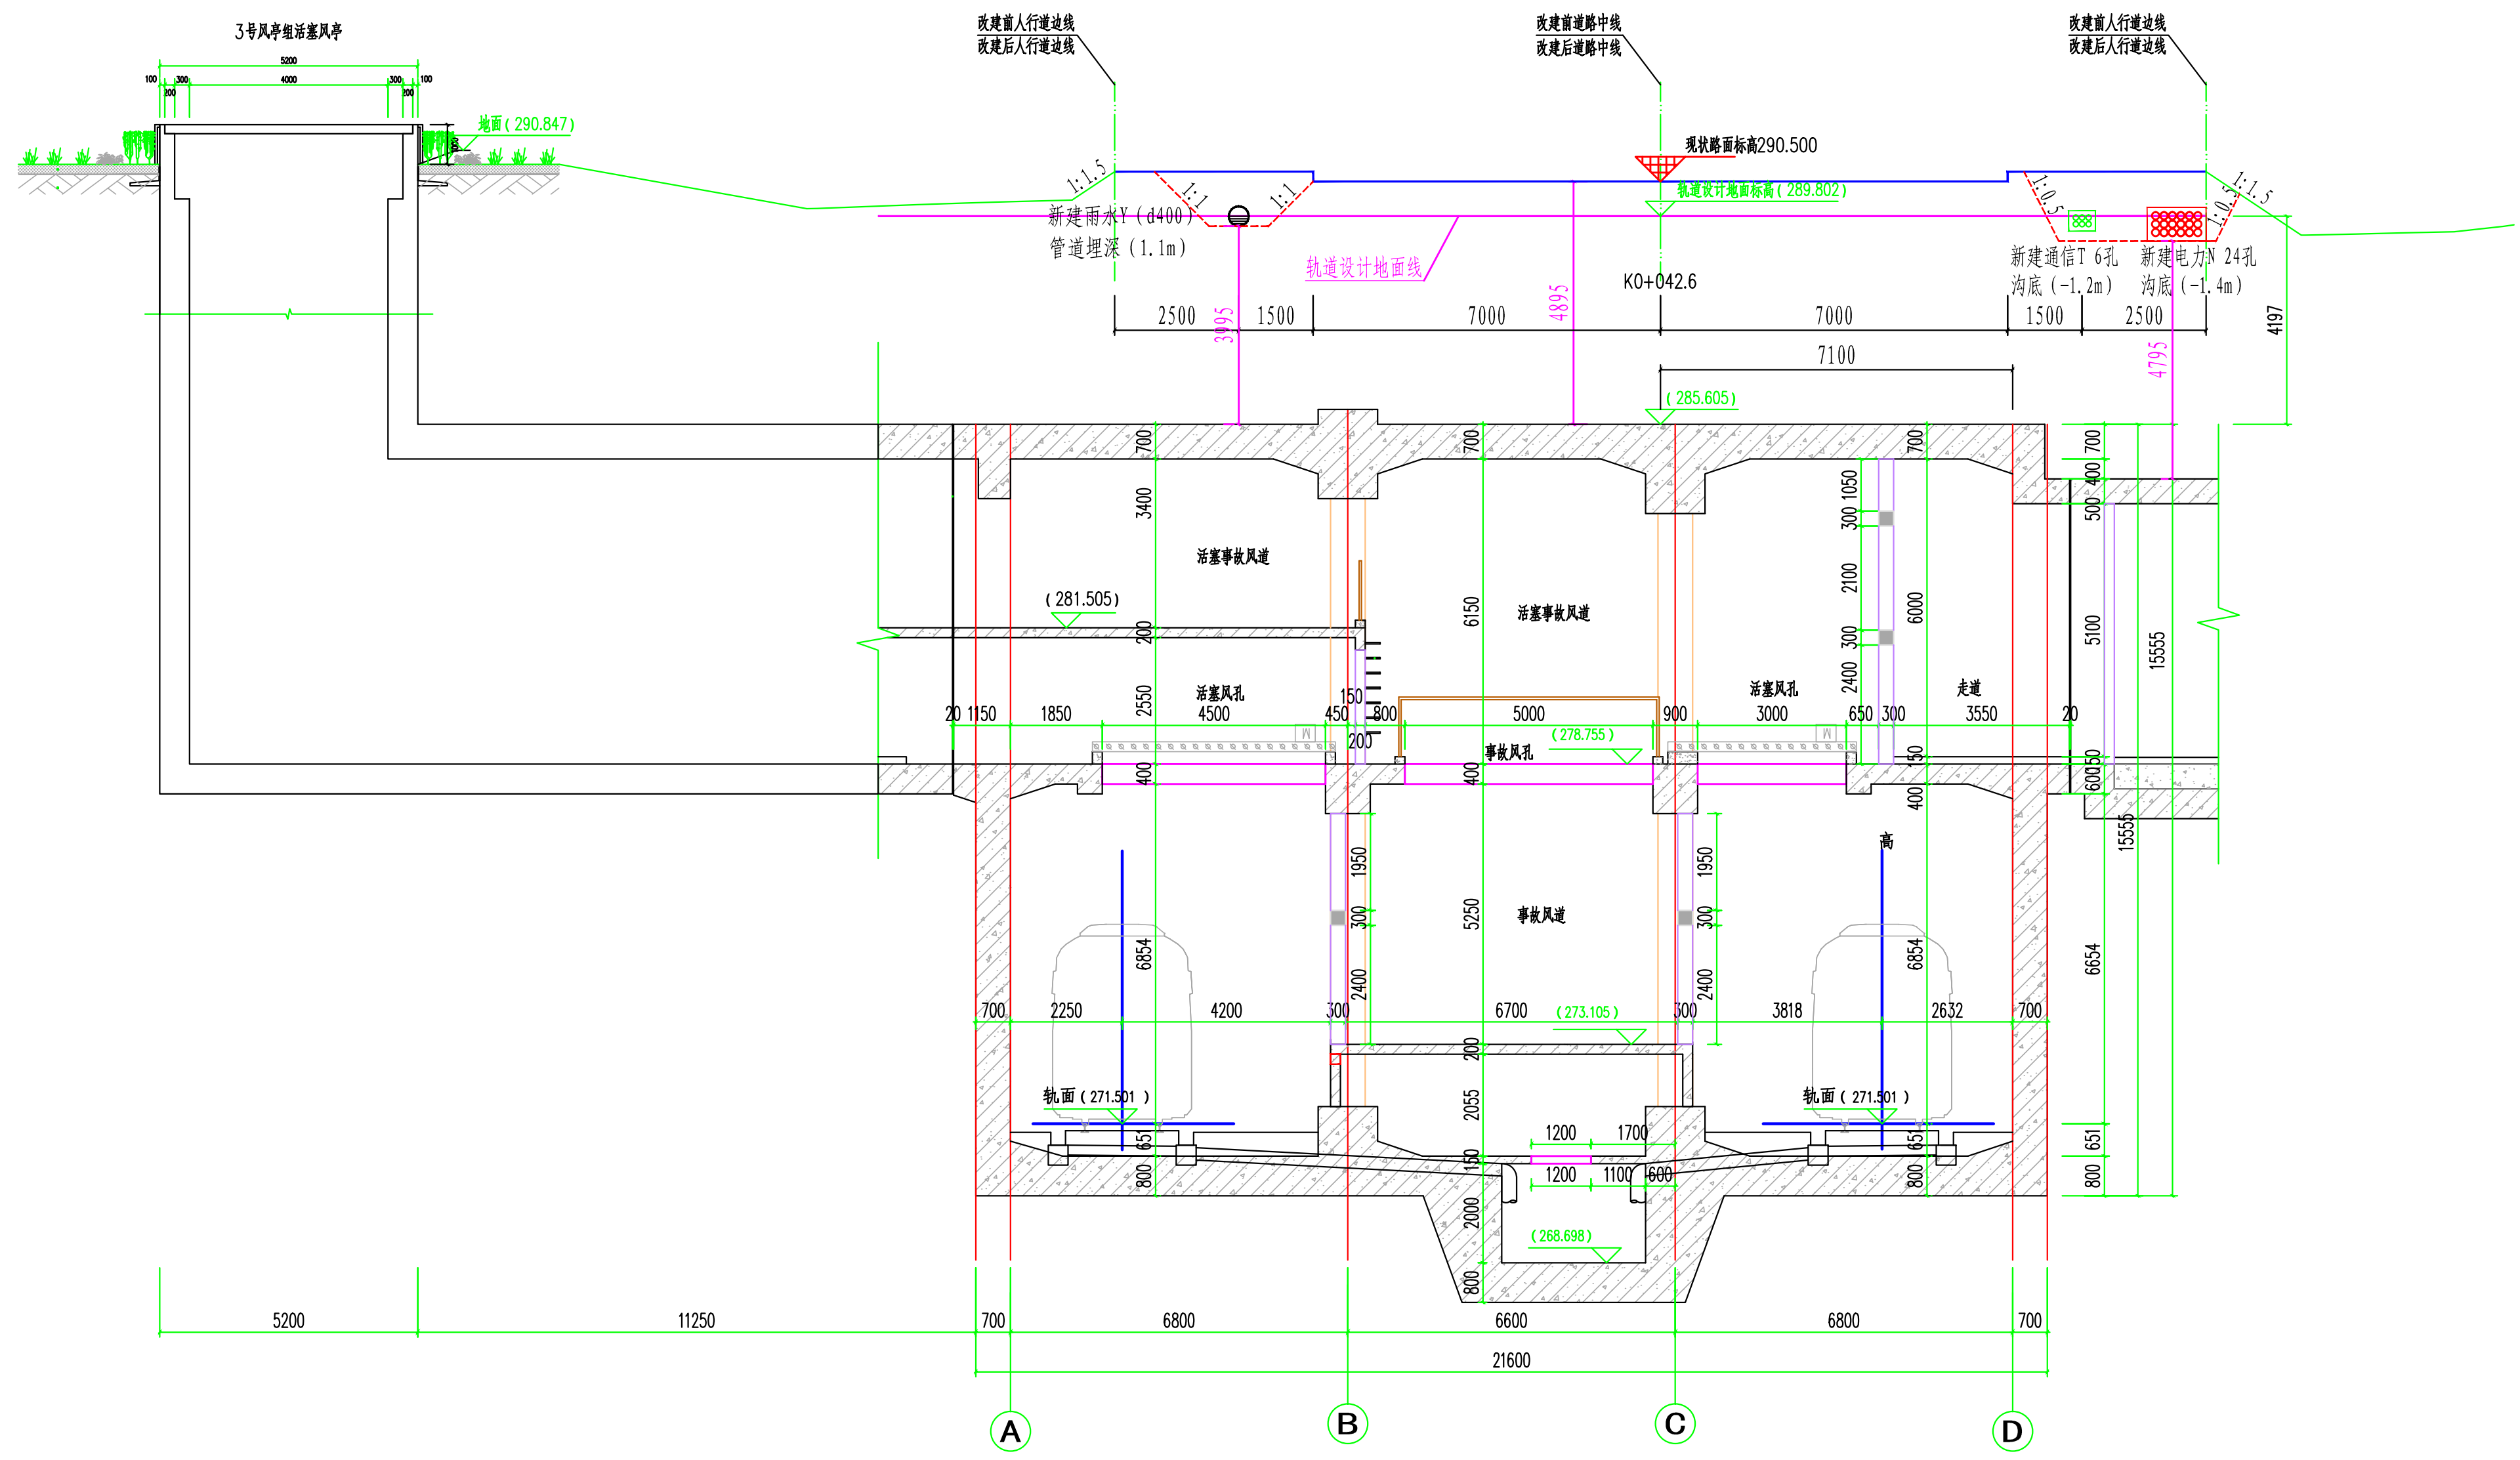 3号风亭组活塞风亭
5200
100 300 4000 300 100
200 200
地面(290.847)
改建前人行道边线
改建后人行道边线
改建前道路中线
改建后道路中线
改建前人行道边线
改建后人行道边线
现状路面标高290.500
轨道设计地面标高(289.802)
1:1.5
1:1
1:1
1:0.5
1:0.5
1:1.5
新建雨水Y(d400)
管道埋深(1.1m)
轨道设计地面线
K0+042.6
新建通信T 6孔
沟底(-1.2m)
新建电力N 24孔
沟底(-1.4m)
2500 1500 7000 7000 1500 2500
7100
3995
4895
4795
4197
(285.605)
700
3400
200
2550
400
6854
651
800
700
6150
400
5250
200
2055
150
2000
800
1050
300
2100
300
2400
700
6000
150
400
6854
651
800
700
400
500
5100
150
600
6654
651
800
15555
15555
活塞事故风道
(281.505)
活塞事故风道
活塞风孔
活塞风孔
走道
事故风孔
(278.755)
M
M
20 1150 1850 4500 450 150 200 800 5000 900 3000 650 300 3550 20
高
事故风道
1950
300
2400
1950
300
2400
700 2250 4200 300 6700 300 3818 2632 700
(273.105)
轨面(271.501)
轨面(271.501)
1200 1700
1200 1100 600
(268.698)
5200 11250 700 6800 6600 6800 700
21600
A B C D